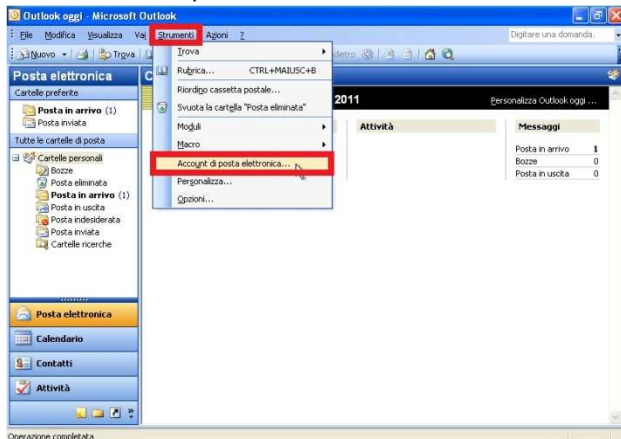 Outlook oggi - Microsoft Outlook
File Modifica Visualizza Vai Strumenti Azioni ?
Digitare una domanda.
Nuovo Trova
Posta elettronica
Cartelle preferite
Posta in arrivo (1)
Posta inviata
Tutte le cartelle di posta
Cartelle personali
Bozze
Posta eliminata
Posta in arrivo (1)
Posta in uscita
Posta indesiderata
Posta inviata
Cartelle ricerche
Posta elettronica
Calendario
Contatti
Attività
Trova
Rubrica... CTRL+MAIUSC+B
Riordino cassetta postale...
Svuota la cartella "Posta eliminata"
Moduli
Macro
Account di posta elettronica...
Personalizza...
Opzioni...
2011
Personalizza Outlook oggi ...
Attività
Messaggi
Posta in arrivo 1
Bozze 0
Posta in uscita 0
Operazione completata